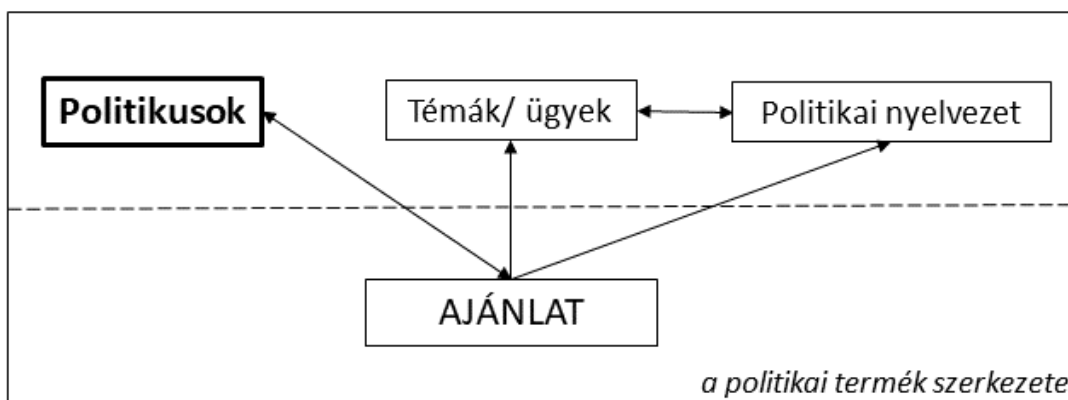 Politikusok
Témák/ ügyek
Politikai nyelvezet
AJÁNLAT
a politikai termék szerkezete